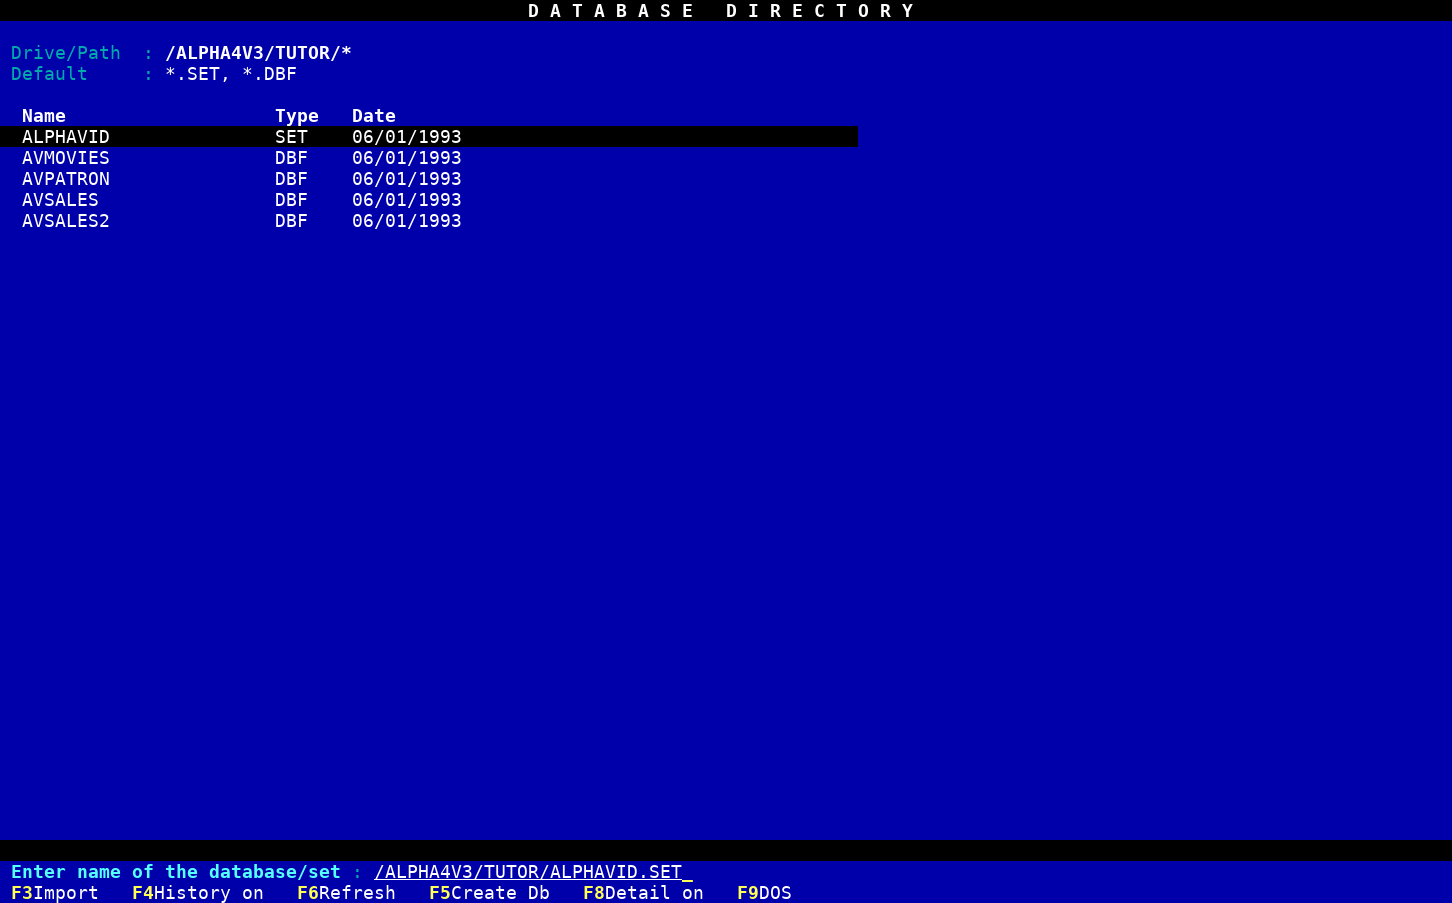 D A T A B A S E   D I R E C T O R Y
Drive/Path  : /ALPHA4V3/TUTOR/*
Default     : *.SET, *.DBF
Name                   Type   Date
ALPHAVID               SET    06/01/1993
AVMOVIES               DBF    06/01/1993
AVPATRON               DBF    06/01/1993
AVSALES                DBF    06/01/1993
AVSALES2               DBF    06/01/1993
Enter name of the database/set : /ALPHA4V3/TUTOR/ALPHAVID.SET_
F3Import   F4History on   F6Refresh   F5Create Db   F8Detail on   F9DOS